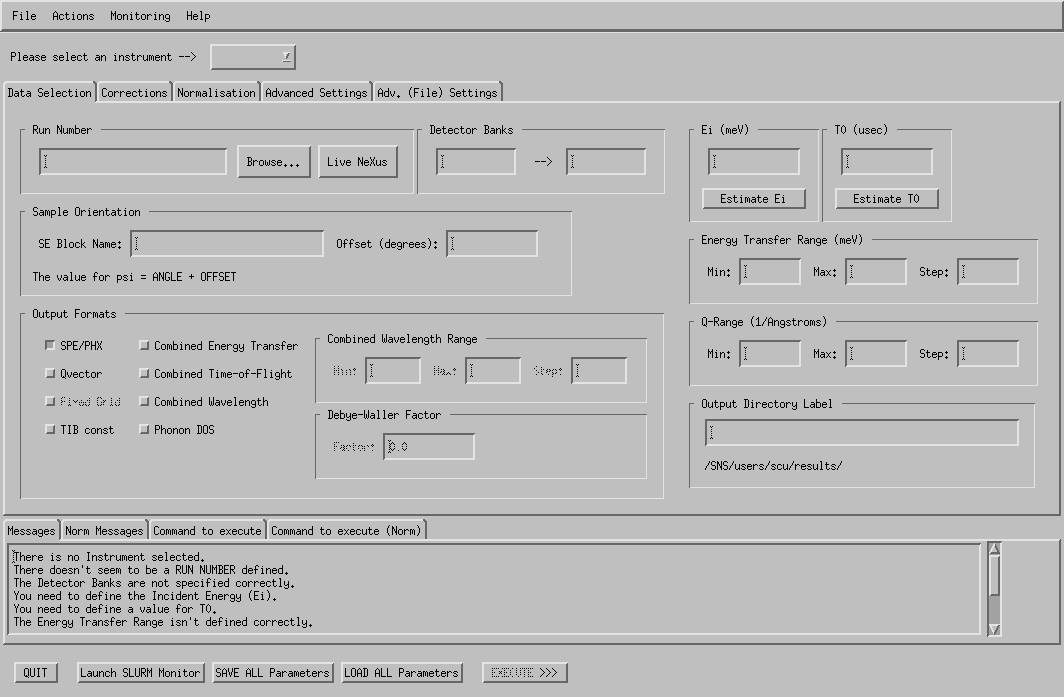 File Actions Monitoring Help
Please select an instrument -->
Data Selection Corrections Normalisation Advanced Settings Adv. (File) Settings
Run Number
Browse... Live NeXus
Detector Banks
-->
Ei (meV)
Estimate Ei
T0 (usec)
Estimate T0
Sample Orientation
SE Block Name: Offset (degrees):
The value for psi = ANGLE + OFFSET
Energy Transfer Range (meV)
Min: Max: Step:
Output Formats
SPE/PHX Combined Energy Transfer
Qvector Combined Time-of-Flight
Fixed Grid Combined Wavelength
TIB const Phonon DOS
Combined Wavelength Range
Min: Max: Step:
Debye-Waller Factor
Factor: 0.0
Q-Range (1/Angstroms)
Min: Max: Step:
Output Directory Label
/SNS/users/scu/results/
Messages Norm Messages Command to execute Command to execute (Norm)
There is no Instrument selected.
There doesn't seem to be a RUN NUMBER defined.
The Detector Banks are not specified correctly.
You need to define the Incident Energy (Ei).
You need to define a value for T0.
The Energy Transfer Range isn't defined correctly.
QUIT Launch SLURM Monitor SAVE ALL Parameters LOAD ALL Parameters EXECUTE >>>